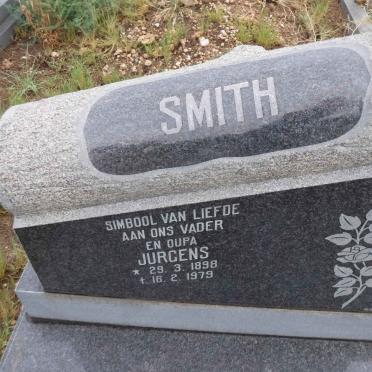 SMITH
SIMBOOL VAN LIEFDE
AAN ONS VADER
EN OUPA
JURGENS
* 29. 3. 1898
† 16. 2. 1979